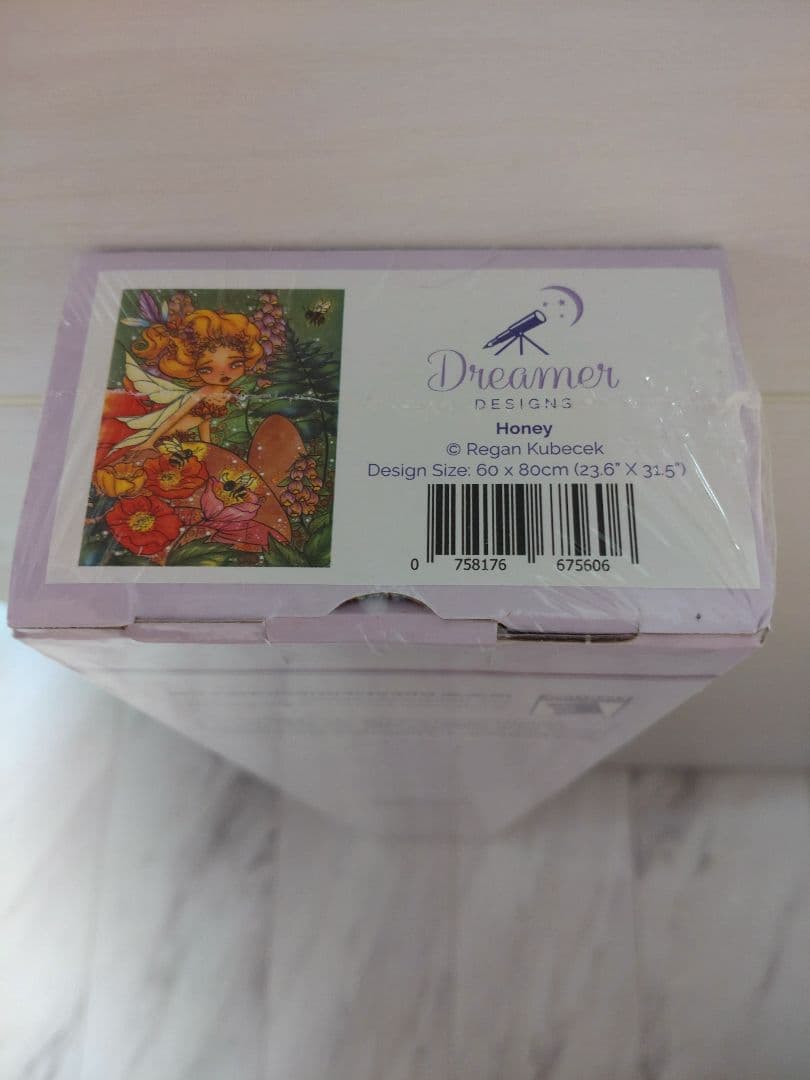 Dreamer
DESIGNS
Honey
© Regan Kubecek
Design Size: 60 x 80cm (23.6" X 31.5")
0 758176 675606